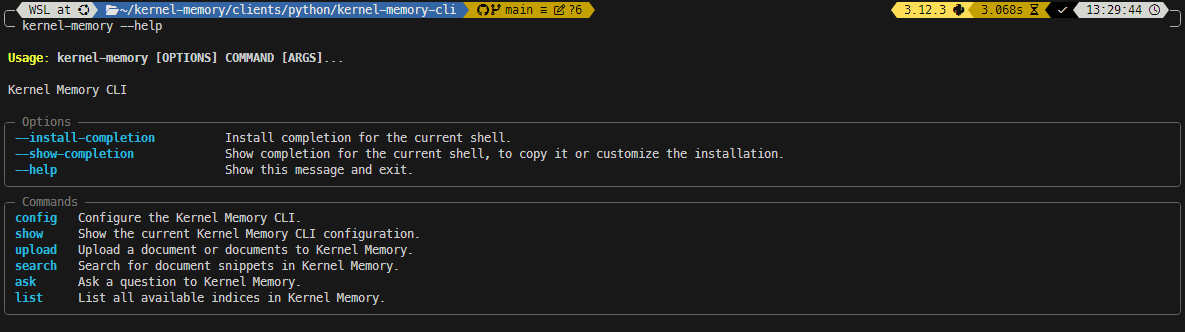 WSL at ~/kernel-memory/clients/python/kernel-memory-cli main ≡ ?6 3.12.3 3.068s ✓ 13:29:44
kernel-memory --help
Usage: kernel-memory [OPTIONS] COMMAND [ARGS]...
Kernel Memory CLI
Options
--install-completion Install completion for the current shell.
--show-completion Show completion for the current shell, to copy it or customize the installation.
--help Show this message and exit.
Commands
config Configure the Kernel Memory CLI.
show Show the current Kernel Memory CLI configuration.
upload Upload a document or documents to Kernel Memory.
search Search for document snippets in Kernel Memory.
ask Ask a question to Kernel Memory.
list List all available indices in Kernel Memory.